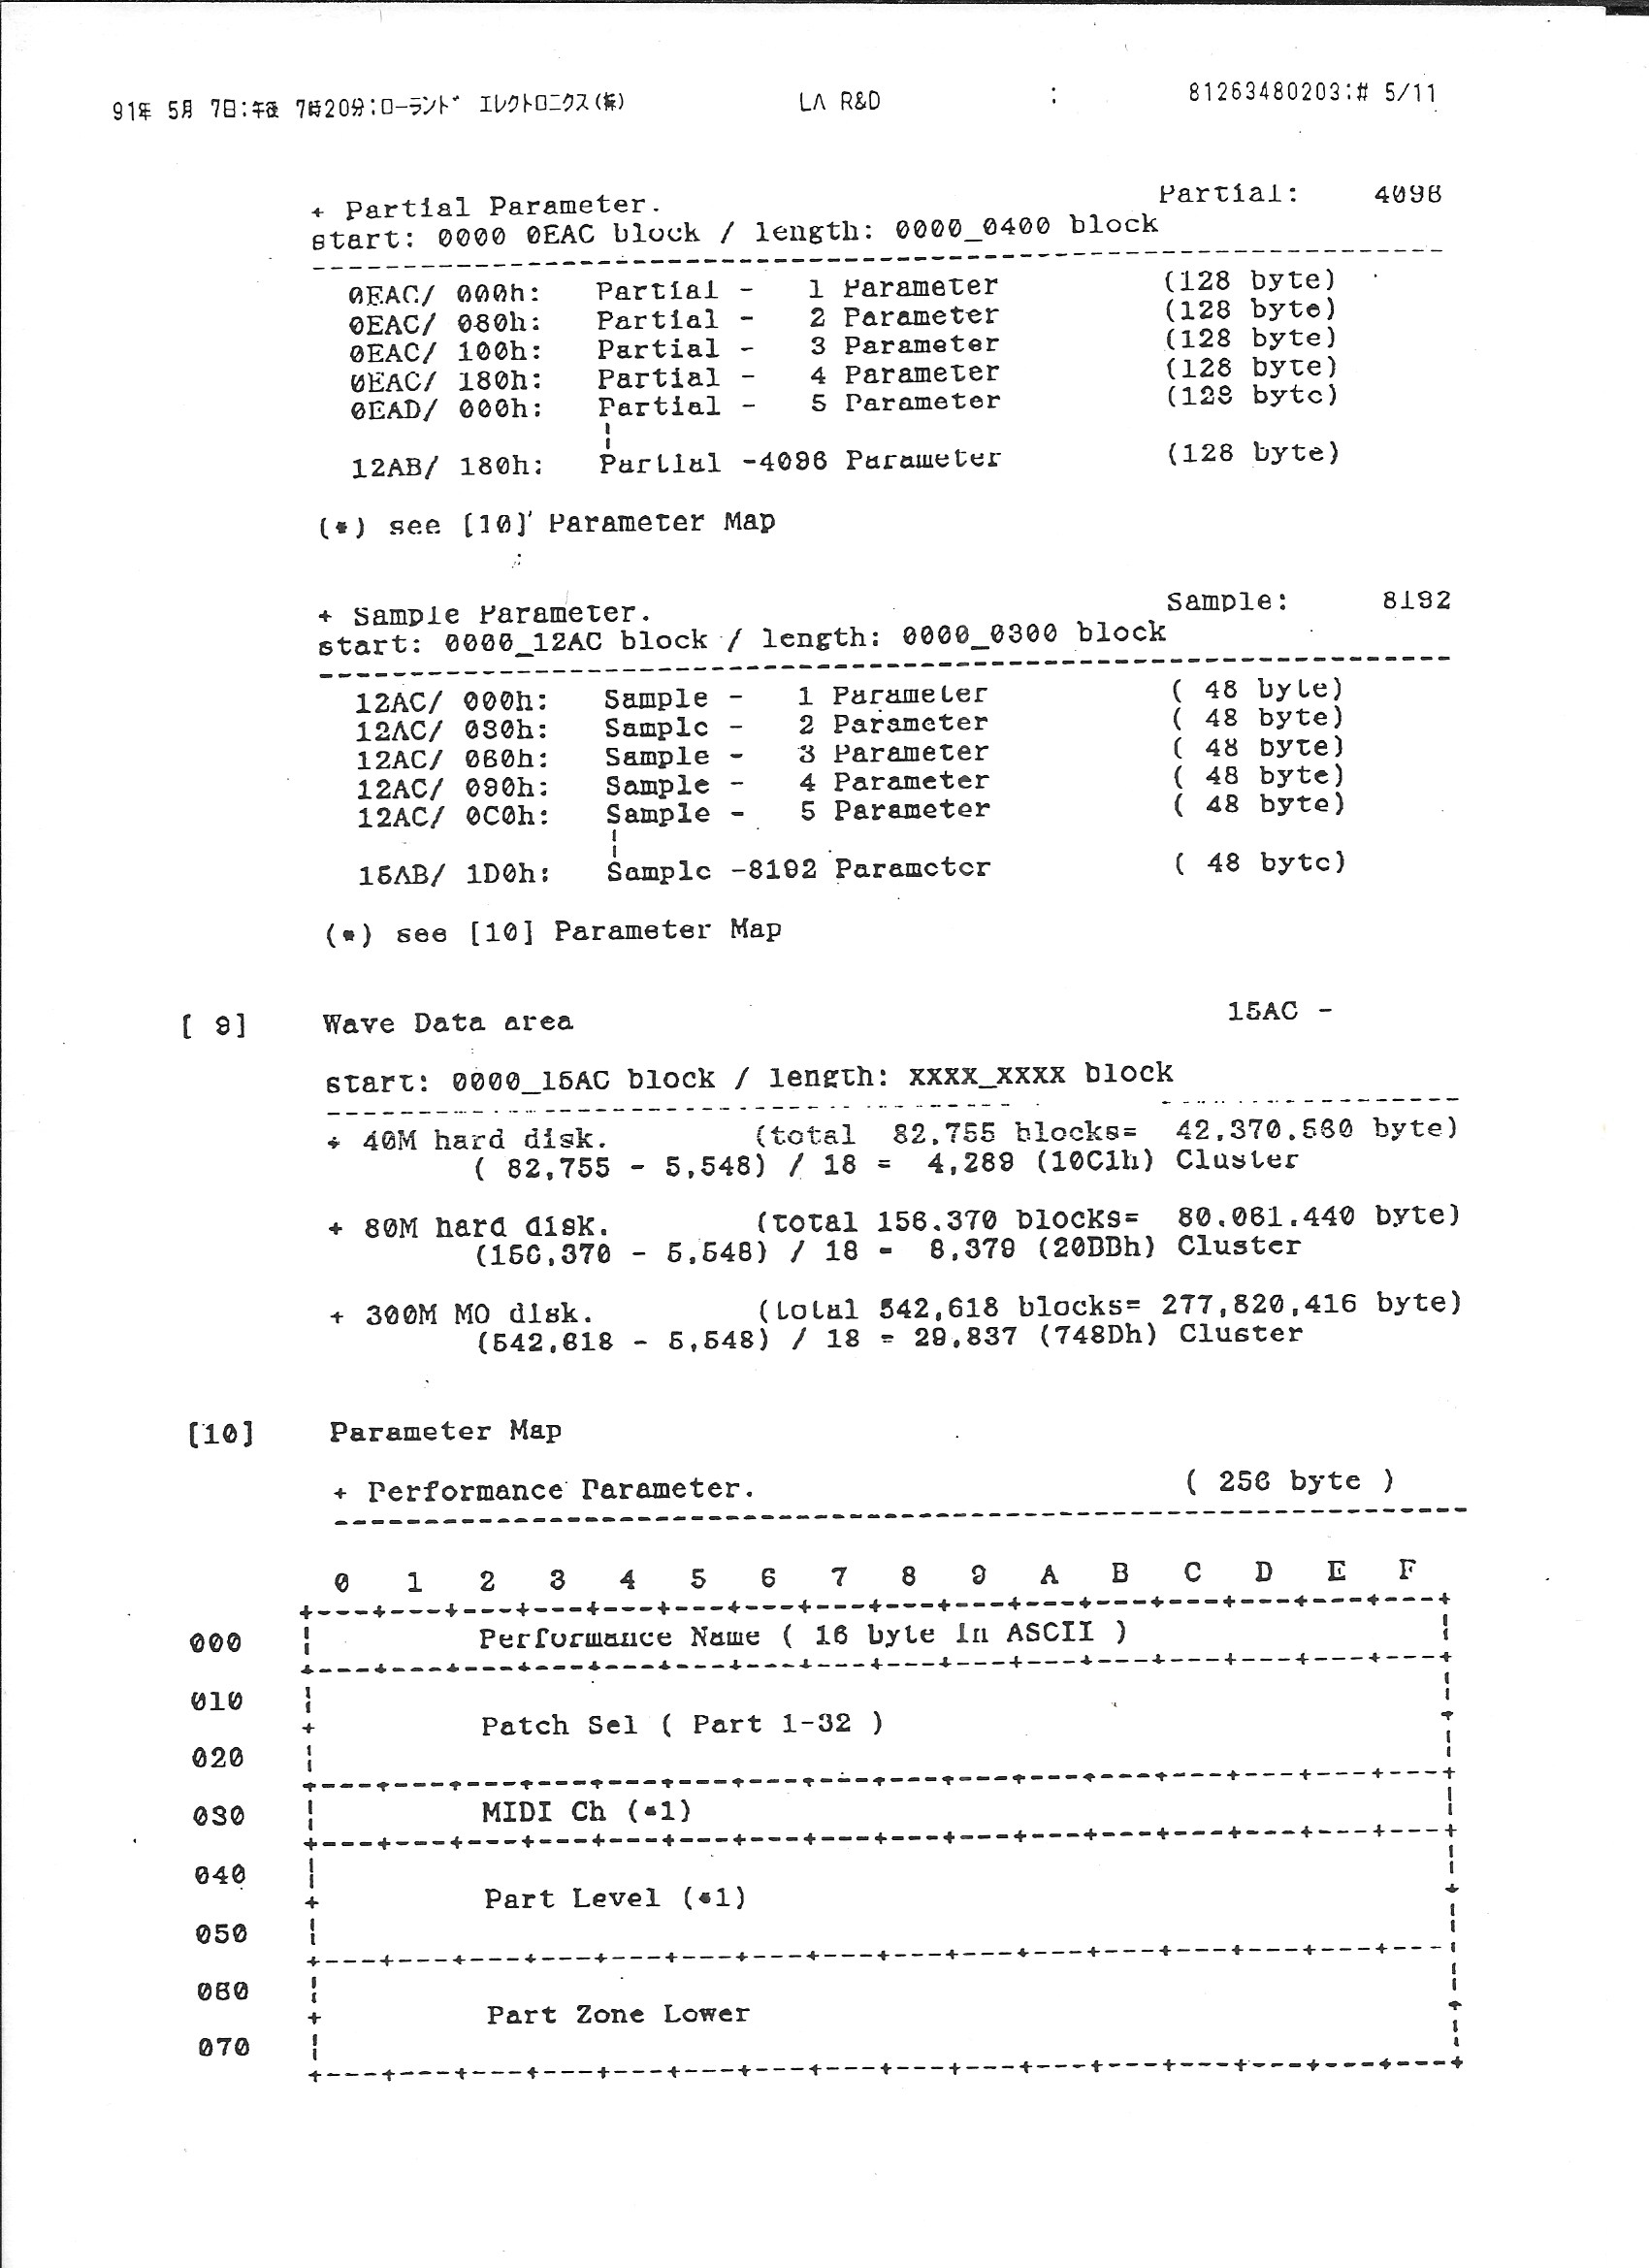 91年 5月 7日:午後 7時20分:ローランド エレクトロニクス(株) LA R&D : 81263480203:# 5/11
+ Partial Parameter. Partial: 4096
start: 0000 0EAC block / length: 0000_0400 block
0EAC/ 000h: Partial - 1 Parameter (128 byte)
0EAC/ 080h: Partial - 2 Parameter (128 byte)
0EAC/ 100h: Partial - 3 Parameter (128 byte)
0EAC/ 180h: Partial - 4 Parameter (128 byte)
0EAD/ 000h: Partial - 5 Parameter (128 byte)
12AB/ 180h: Partial -4096 Parameter (128 byte)
(*) see [10] Parameter Map
+ Sample Parameter. Sample: 8192
start: 0000_12AC block / length: 0000_0300 block
12AC/ 000h: Sample - 1 Parameter ( 48 byte)
12AC/ 030h: Sample - 2 Parameter ( 48 byte)
12AC/ 060h: Sample - 3 Parameter ( 48 byte)
12AC/ 090h: Sample - 4 Parameter ( 48 byte)
12AC/ 0C0h: Sample - 5 Parameter ( 48 byte)
15AB/ 1D0h: Sample -8192 Parameter ( 48 byte)
(*) see [10] Parameter Map
[ 9] Wave Data area 15AC -
start: 0000_15AC block / length: XXXX_XXXX block
+ 40M hard disk. (total 82,755 blocks= 42,370,560 byte)
( 82,755 - 5,548) / 18 = 4,289 (10C1h) Cluster
+ 80M hard disk. (total 156,370 blocks= 80,061,440 byte)
(156,370 - 5,548) / 18 = 8,379 (20BBh) Cluster
+ 300M MO disk. (total 542,618 blocks= 277,820,416 byte)
(542,618 - 5,548) / 18 = 29,837 (748Dh) Cluster
[10] Parameter Map
+ Performance Parameter. ( 256 byte )
0 1 2 3 4 5 6 7 8 9 A B C D E F
000 Performance Name ( 16 byte in ASCII )
010
Patch Sel ( Part 1-32 )
020
030 MIDI Ch (*1)
040
Part Level (*1)
050
060
Part Zone Lower
070